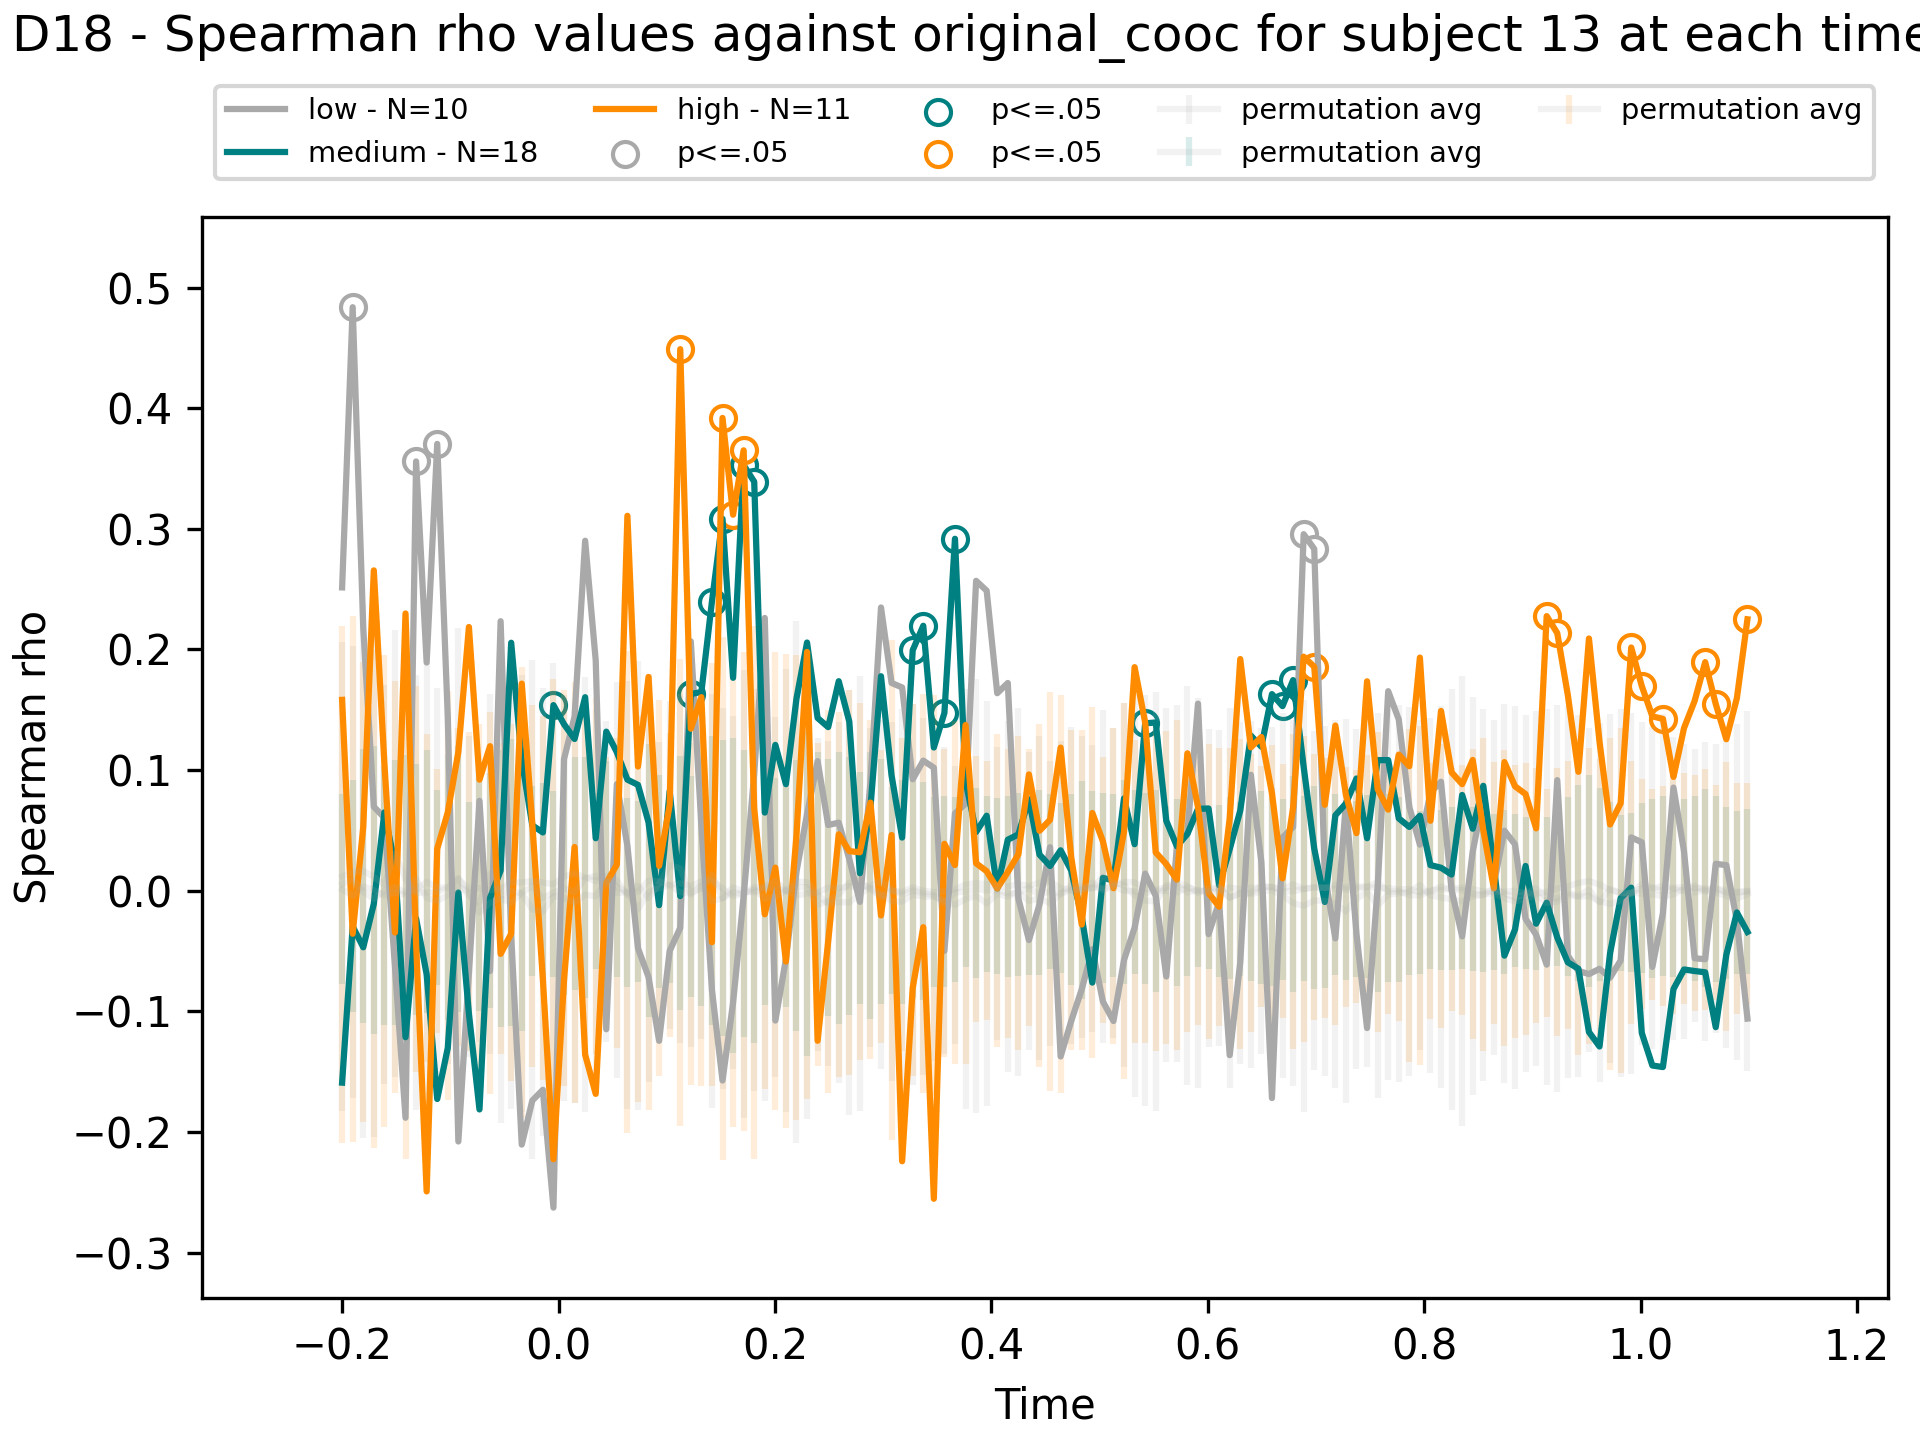 D18 - Spearman rho values against original_cooc for subject 13 at each time
low - N=10
high - N=11
p<=.05
permutation avg
permutation avg
medium - N=18
p<=.05
p<=.05
permutation avg
0.5
0.4
0.3
0.2
0.1
0.0
−0.1
−0.2
−0.3
Spearman rho
−0.2 0.0 0.2 0.4 0.6 0.8 1.0 1.2
Time